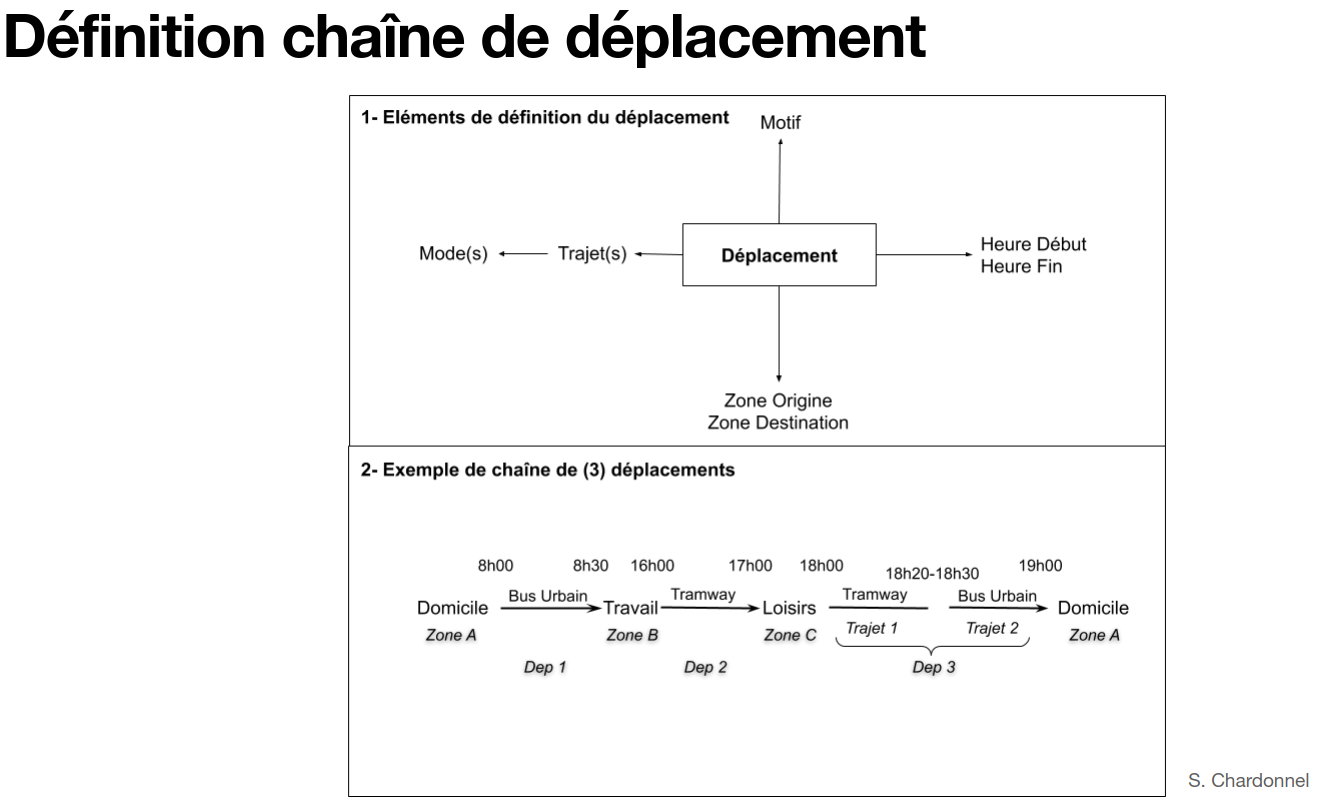 Définition chaîne de déplacement
1- Eléments de définition du déplacement
Motif
Mode(s)
Trajet(s)
Déplacement
Heure Début
Heure Fin
Zone Origine
Zone Destination
2- Exemple de chaîne de (3) déplacements
8h00 8h30 16h00 17h00 18h00 18h20-18h30 19h00
Bus Urbain Tramway Tramway Bus Urbain
Domicile Travail Loisirs Domicile
Zone A Zone B Zone C Trajet 1 Trajet 2 Zone A
Dep 1 Dep 2 Dep 3
S. Chardonnel